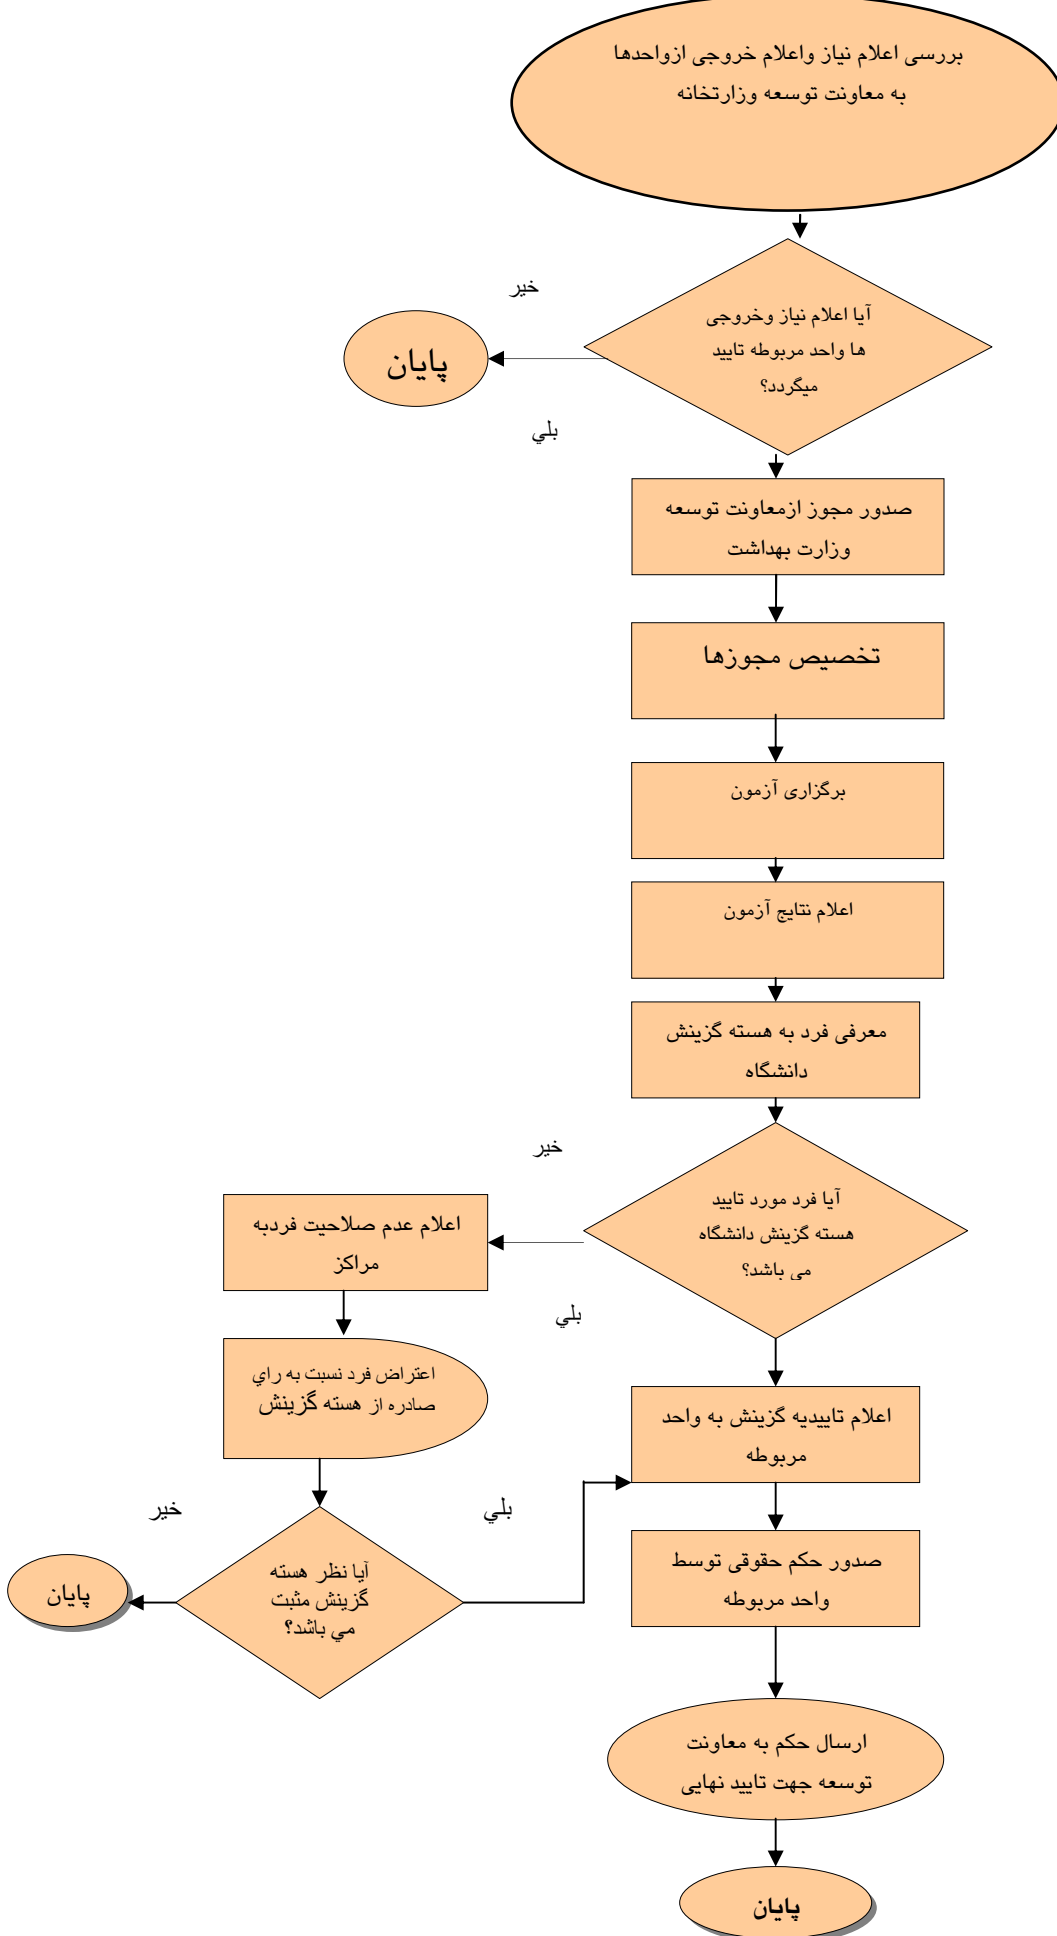 بررسی اعلام نیاز واعلام خروجی ازواحدها
به معاونت توسعه وزارتخانه
خیر
آیا اعلام نیاز وخروجی
ها واحد مربوطه تایید
میگردد؟
پایان
بلي
صدور مجوز ازمعاونت توسعه
وزارت بهداشت
تخصیص مجوزها
برگزاری آزمون
اعلام نتایج آزمون
معرفی فرد به هسته گزینش
دانشگاه
خیر
آیا فرد مورد تایید
هسته گزینش دانشگاه
می باشد؟
اعلام عدم صلاحیت فردبه
مراکز
بلي
اعتراض فرد نسبت به راي
صادره از هسته گزینش
اعلام تاییدیه گزینش به واحد
مربوطه
خیر
بلي
آیا نظر هسته
گزینش مثبت
مي باشد؟
پایان
صدور حکم حقوقی توسط
واحد مربوطه
ارسال حکم به معاونت
توسعه جهت تایید نهایی
پایان